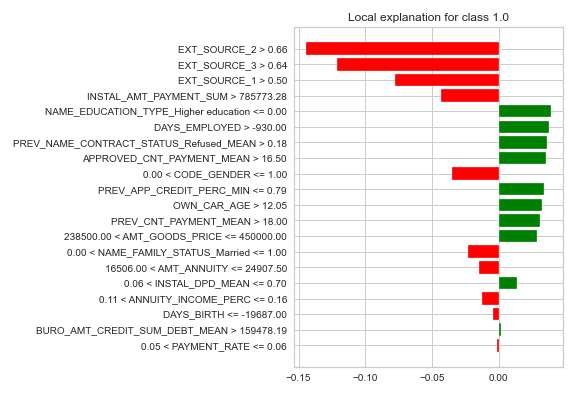 Local explanation for class 1.0
EXT_SOURCE_2 > 0.66
EXT_SOURCE_3 > 0.64
EXT_SOURCE_1 > 0.50
INSTAL_AMT_PAYMENT_SUM > 785773.28
NAME_EDUCATION_TYPE_Higher education <= 0.00
DAYS_EMPLOYED > -930.00
PREV_NAME_CONTRACT_STATUS_Refused_MEAN > 0.18
APPROVED_CNT_PAYMENT_MEAN > 16.50
0.00 < CODE_GENDER <= 1.00
PREV_APP_CREDIT_PERC_MIN <= 0.79
OWN_CAR_AGE > 12.05
PREV_CNT_PAYMENT_MEAN > 18.00
238500.00 < AMT_GOODS_PRICE <= 450000.00
0.00 < NAME_FAMILY_STATUS_Married <= 1.00
16506.00 < AMT_ANNUITY <= 24907.50
0.06 < INSTAL_DPD_MEAN <= 0.70
0.11 < ANNUITY_INCOME_PERC <= 0.16
DAYS_BIRTH <= -19687.00
BURO_AMT_CREDIT_SUM_DEBT_MEAN > 159478.19
0.05 < PAYMENT_RATE <= 0.06
−0.15 −0.10 −0.05 0.00